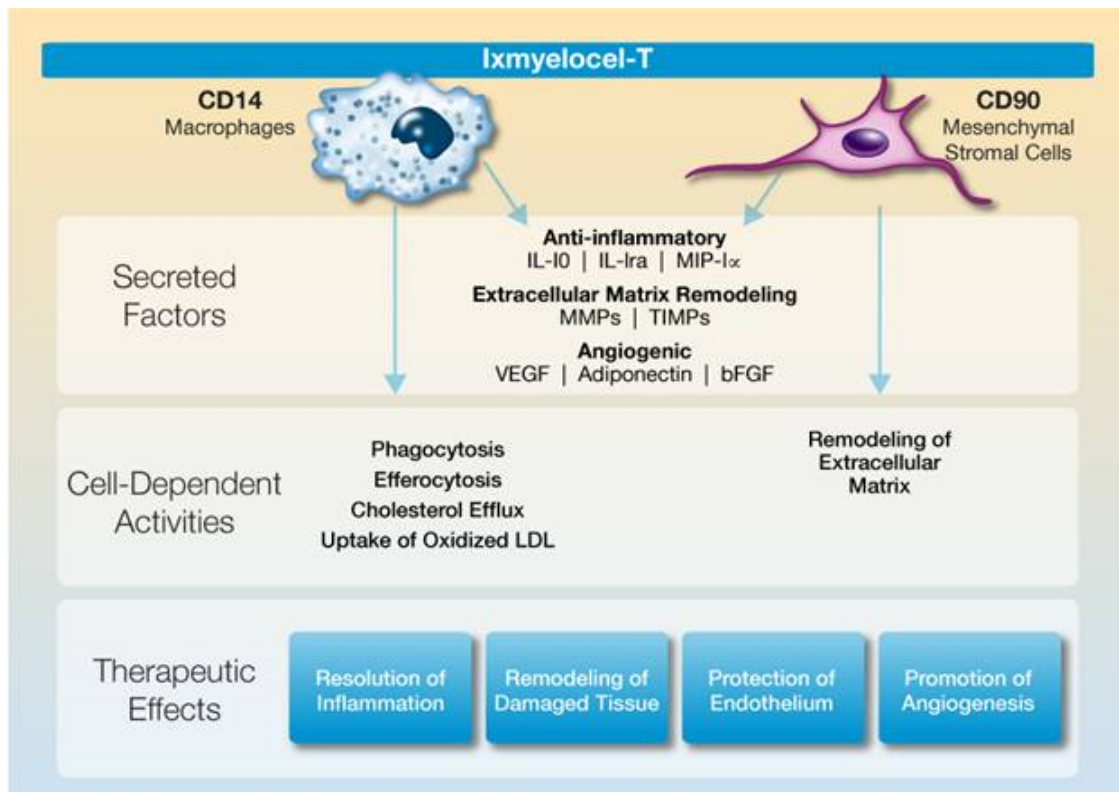 Ixmyelocel-T
CD14
Macrophages
CD90
Mesenchymal
Stromal Cells
Secreted
Factors
Anti-inflammatory
IL-I0 | IL-Ira | MIP-I∝
Extracellular Matrix Remodeling
MMPs | TIMPs
Angiogenic
VEGF | Adiponectin | bFGF
Cell-Dependent
Activities
Phagocytosis
Efferocytosis
Cholesterol Efflux
Uptake of Oxidized LDL
Remodeling of
Extracellular
Matrix
Therapeutic
Effects
Resolution of
Inflammation
Remodeling of
Damaged Tissue
Protection of
Endothelium
Promotion of
Angiogenesis